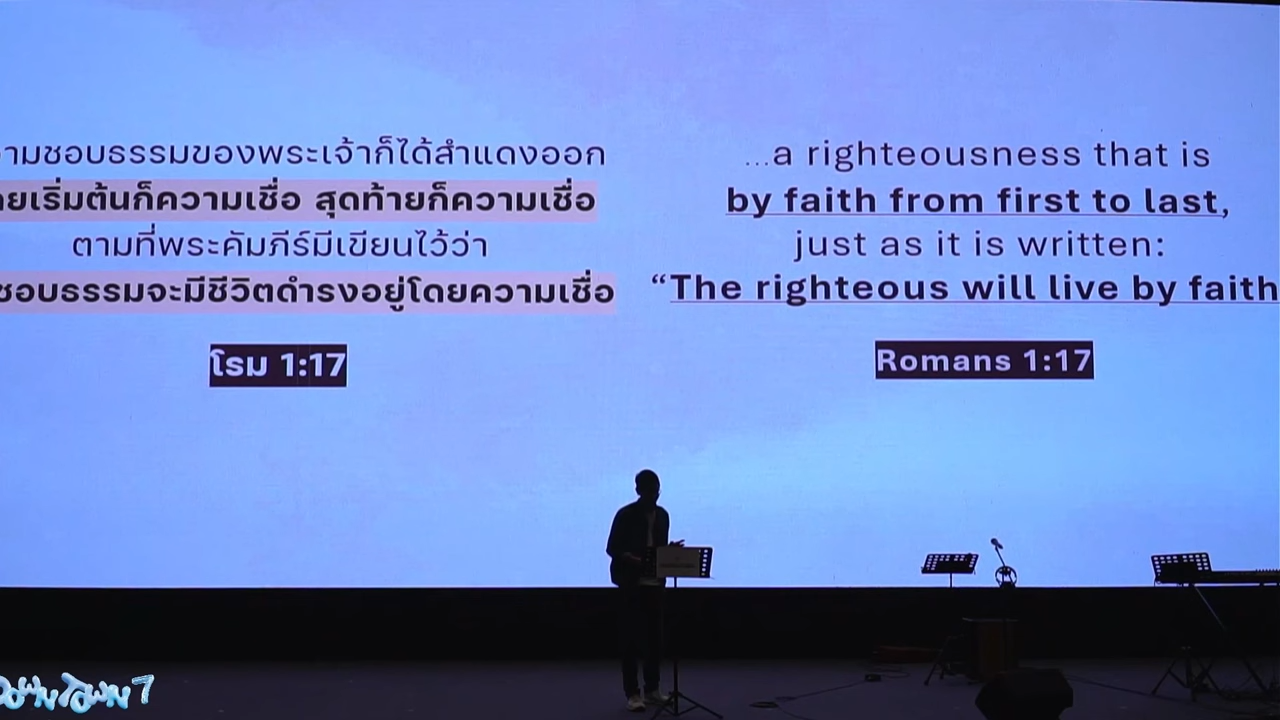 ามชอบธรรมของพระเจ้าก็ได้สำแดงออก
ยเริ่มต้นก็ความเชื่อ สุดท้ายก็ความเชื่อ
ตามที่พระคัมภีร์มีเขียนไว้ว่า
ชอบธรรมจะมีชีวิตดำรงอยู่โดยความเชื่อ
โรม 1:17
...a righteousness that is
by faith from first to last,
just as it is written:
“The righteous will live by faith
Romans 1:17
DOWNTOWN 7